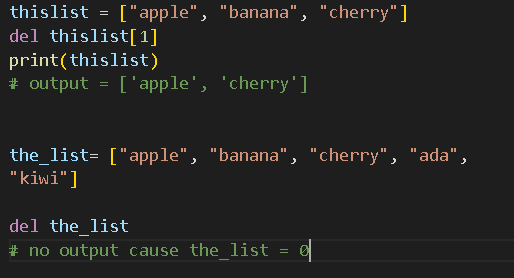 thislist = ["apple", "banana", "cherry"]
del thislist[1]
print(thislist)
# output = ['apple', 'cherry']
the_list= ["apple", "banana", "cherry", "ada",
"kiwi"]
del the_list
# no output cause the_list = 0